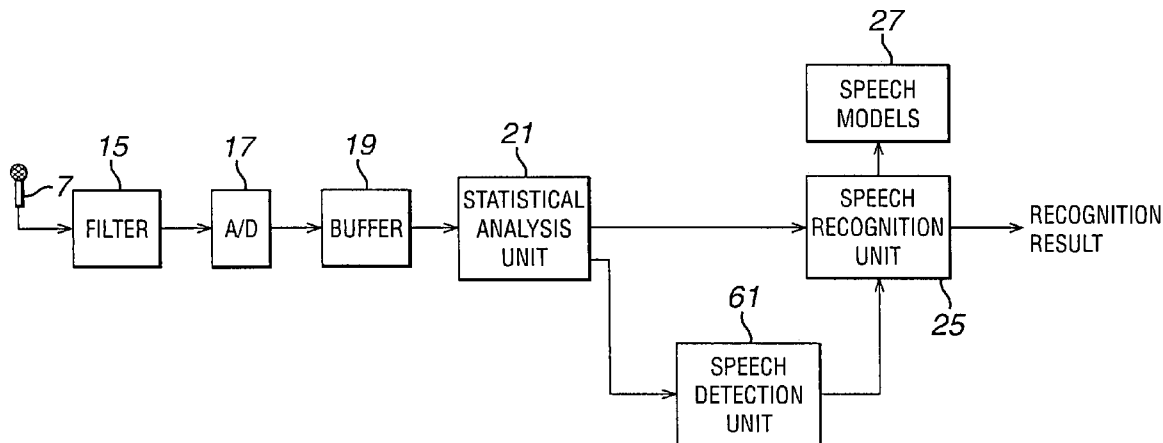 27
SPEECH
MODELS
15
17
19
21
7
FILTER
A/D
BUFFER
STATISTICAL
ANALYSIS
UNIT
SPEECH
RECOGNITION
UNIT
RECOGNITION
RESULT
25
61
SPEECH
DETECTION
UNIT